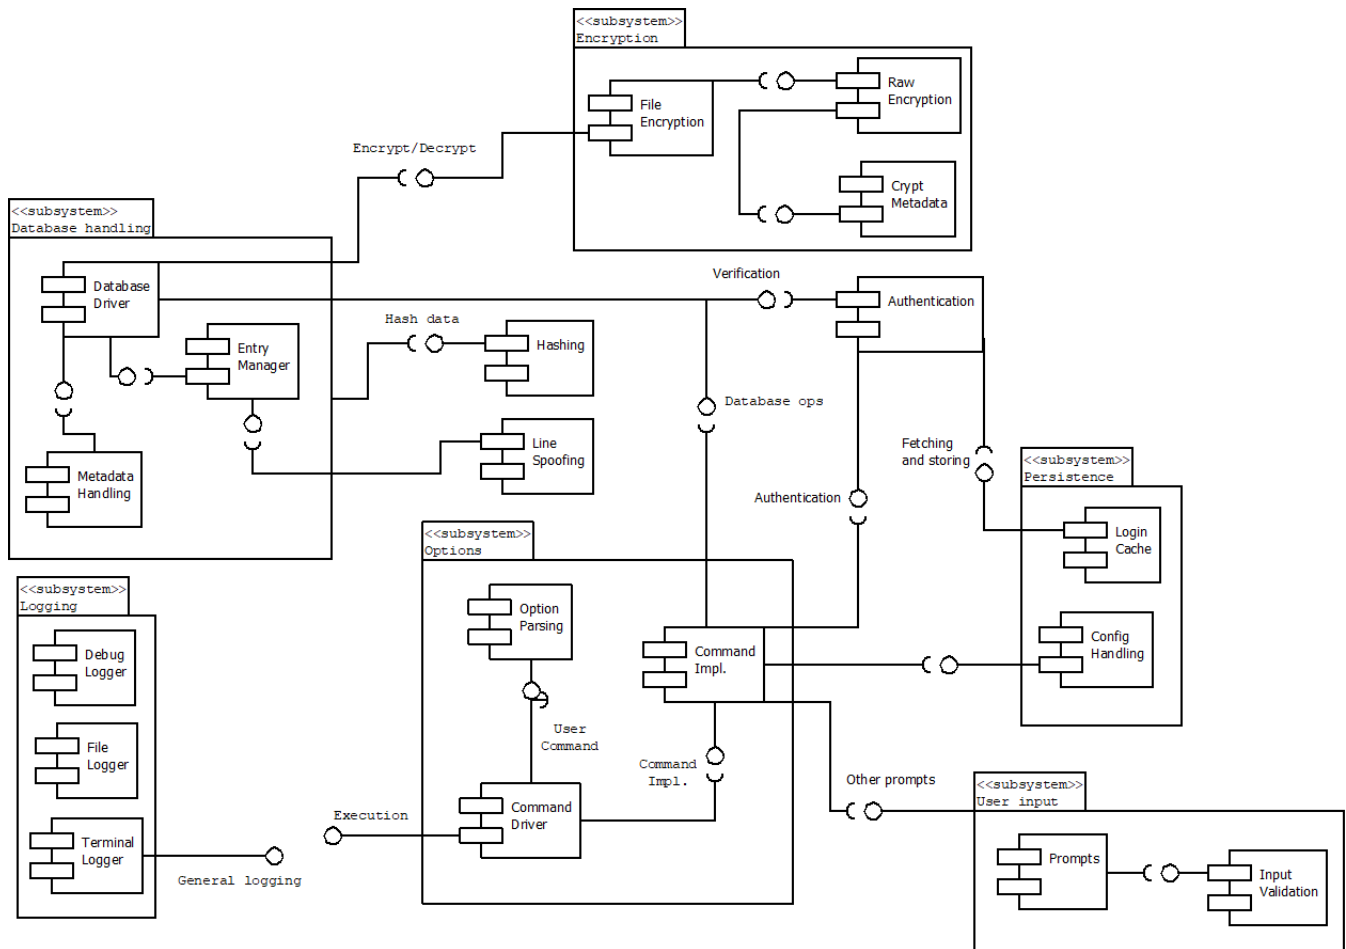 <<subsystem>>
Encryption
File
Encryption
Raw
Encryption
Crypt
Metadata
Encrypt/Decrypt
<<subsystem>>
Database handling
Database
Driver
Entry
Manager
Metadata
Handling
Hash data
Hashing
Line
Spoofing
Verification
Authentication
Database ops
Authentication
Fetching
and storing
<<subsystem>>
Persistence
Login
Cache
Config
Handling
<<subsystem>>
Options
Option
Parsing
User
Command
Command
Impl.
Command
Impl.
Command
Driver
Execution
<<subsystem>>
Logging
Debug
Logger
File
Logger
Terminal
Logger
General logging
Other prompts
<<subsystem>>
User input
Prompts
Input
Validation